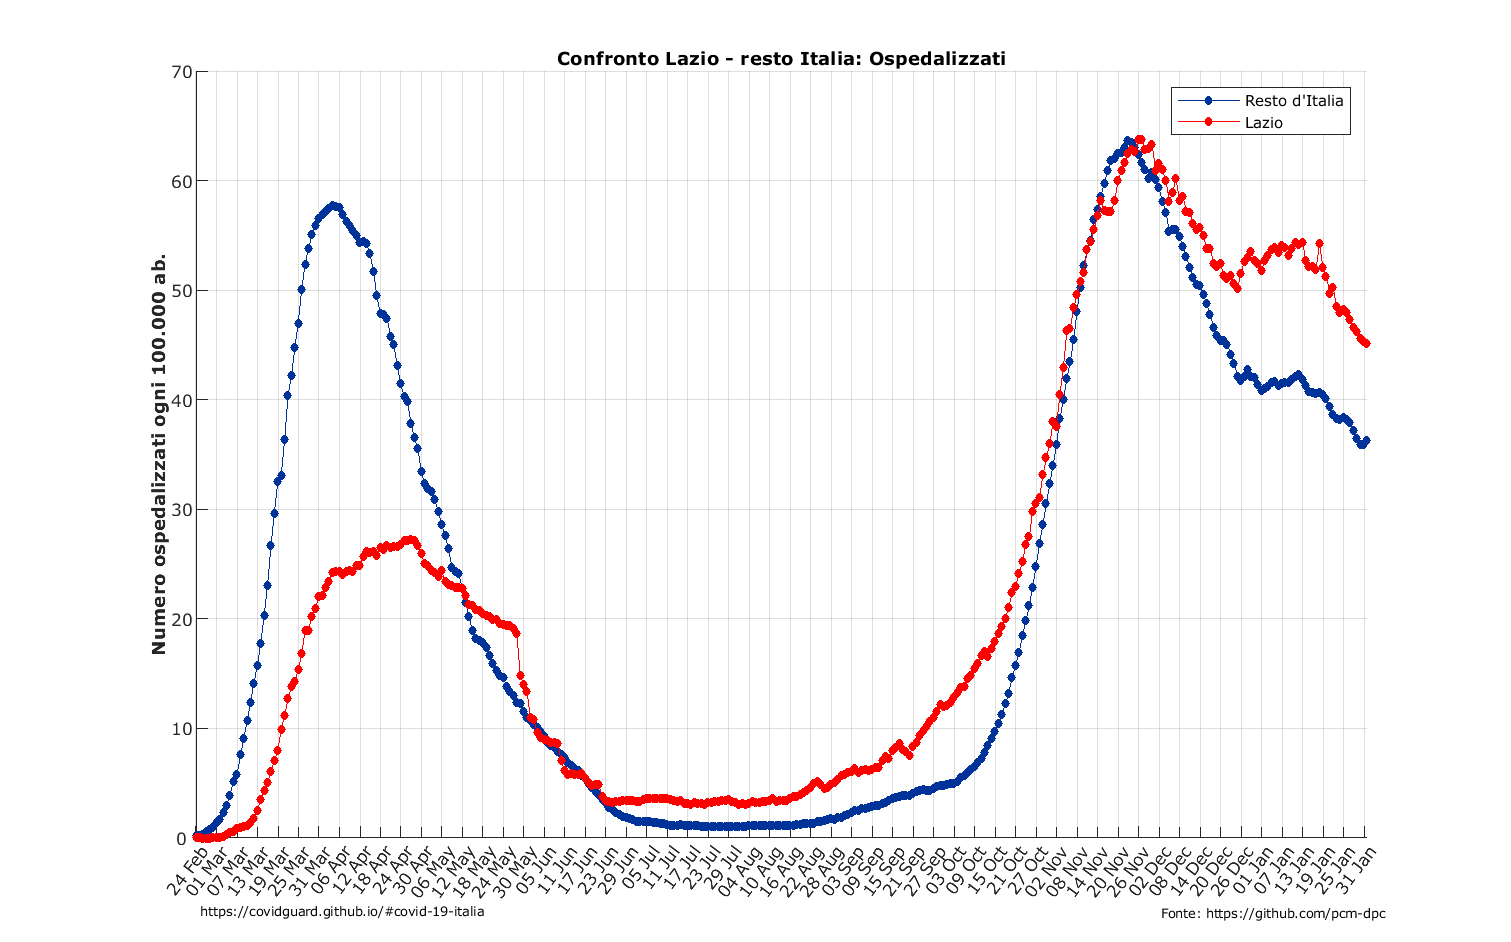 Confronto Lazio - resto Italia: Ospedalizzati
Resto d'Italia
Lazio
Numero ospedalizzati ogni 100.000 ab.
70
60
50
40
30
20
10
0
24 Feb
01 Mar
07 Mar
13 Mar
19 Mar
25 Mar
31 Mar
06 Apr
12 Apr
18 Apr
24 Apr
30 Apr
06 May
12 May
18 May
24 May
30 May
05 Jun
11 Jun
17 Jun
23 Jun
29 Jun
05 Jul
11 Jul
17 Jul
23 Jul
29 Jul
04 Aug
10 Aug
16 Aug
22 Aug
28 Aug
03 Sep
09 Sep
15 Sep
21 Sep
27 Sep
03 Oct
09 Oct
15 Oct
21 Oct
27 Oct
02 Nov
08 Nov
14 Nov
20 Nov
26 Nov
02 Dec
08 Dec
14 Dec
20 Dec
26 Dec
01 Jan
07 Jan
13 Jan
19 Jan
25 Jan
31 Jan
https://covidguard.github.io/#covid-19-italia
Fonte: https://github.com/pcm-dpc